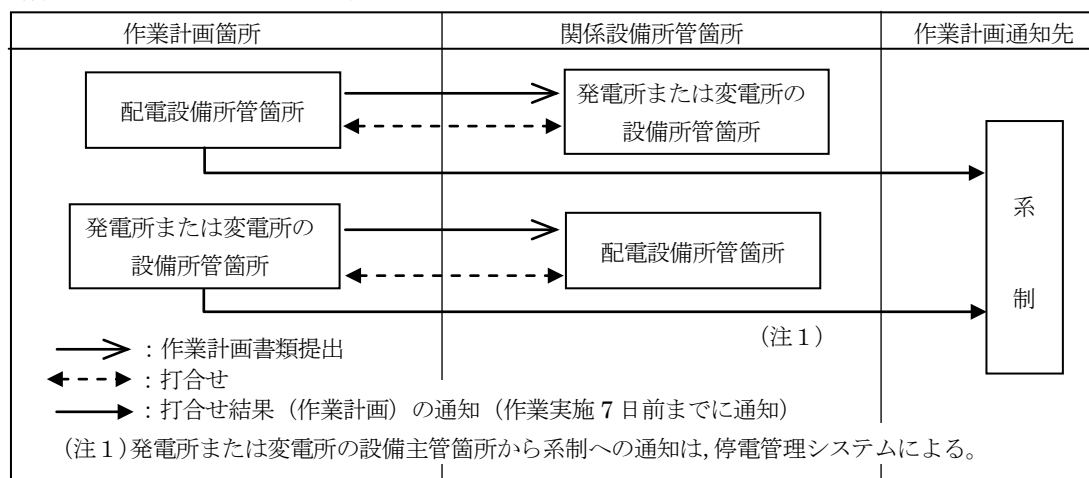 作業計画箇所
関係設備所管箇所
作業計画通知先
配電設備所管箇所
発電所または変電所の
設備所管箇所
発電所または変電所の
設備所管箇所
配電設備所管箇所
系
制
(注１)
：作業計画書類提出
：打合せ
：打合せ結果（作業計画）の通知（作業実施 7 日前までに通知）
(注１)発電所または変電所の設備主管箇所から系制への通知は,停電管理システムによる。